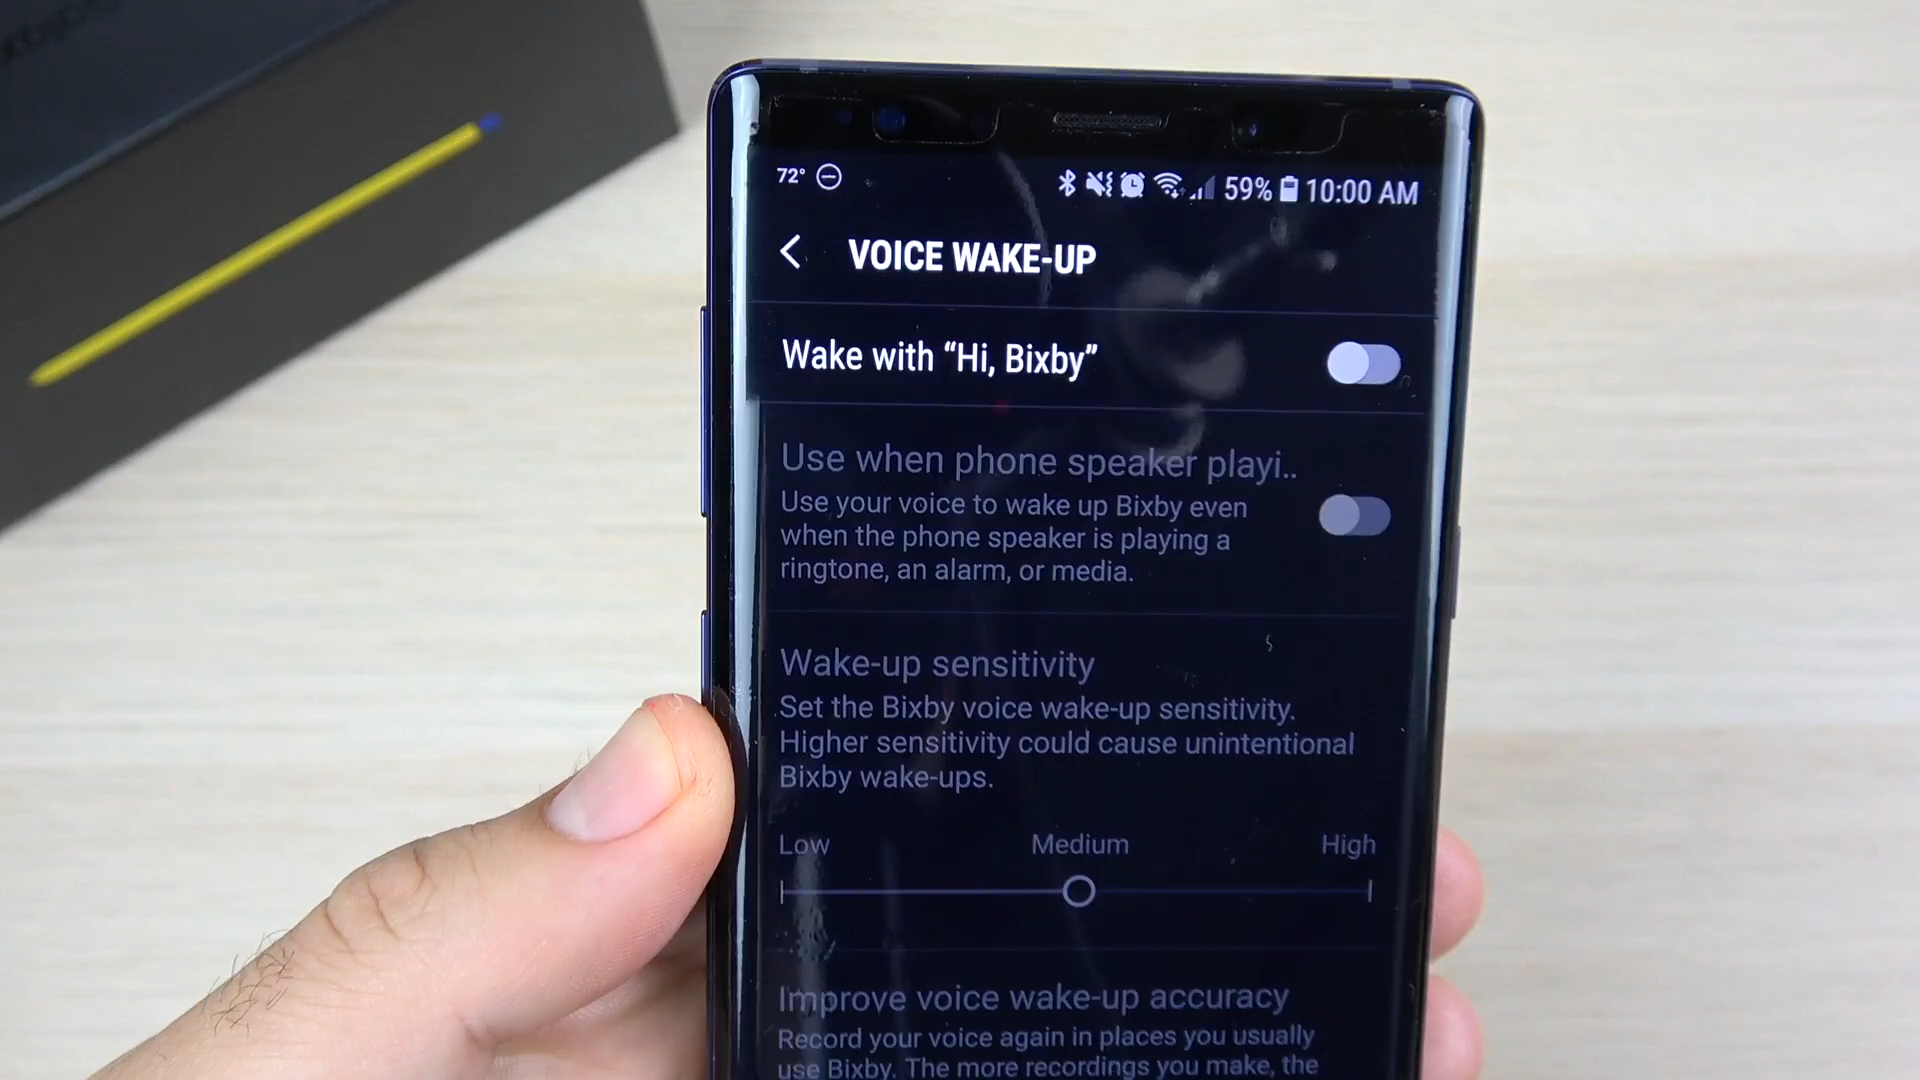 72°
59% 10:00 AM
VOICE WAKE-UP
Wake with “Hi, Bixby”
Use when phone speaker playi..
Use your voice to wake up Bixby even
when the phone speaker is playing a
ringtone, an alarm, or media.
Wake-up sensitivity
Set the Bixby voice wake-up sensitivity.
Higher sensitivity could cause unintentional
Bixby wake-ups.
Low Medium High
Improve voice wake-up accuracy
Record your voice again in places you usually
use Bixby. The more recordings you make, the